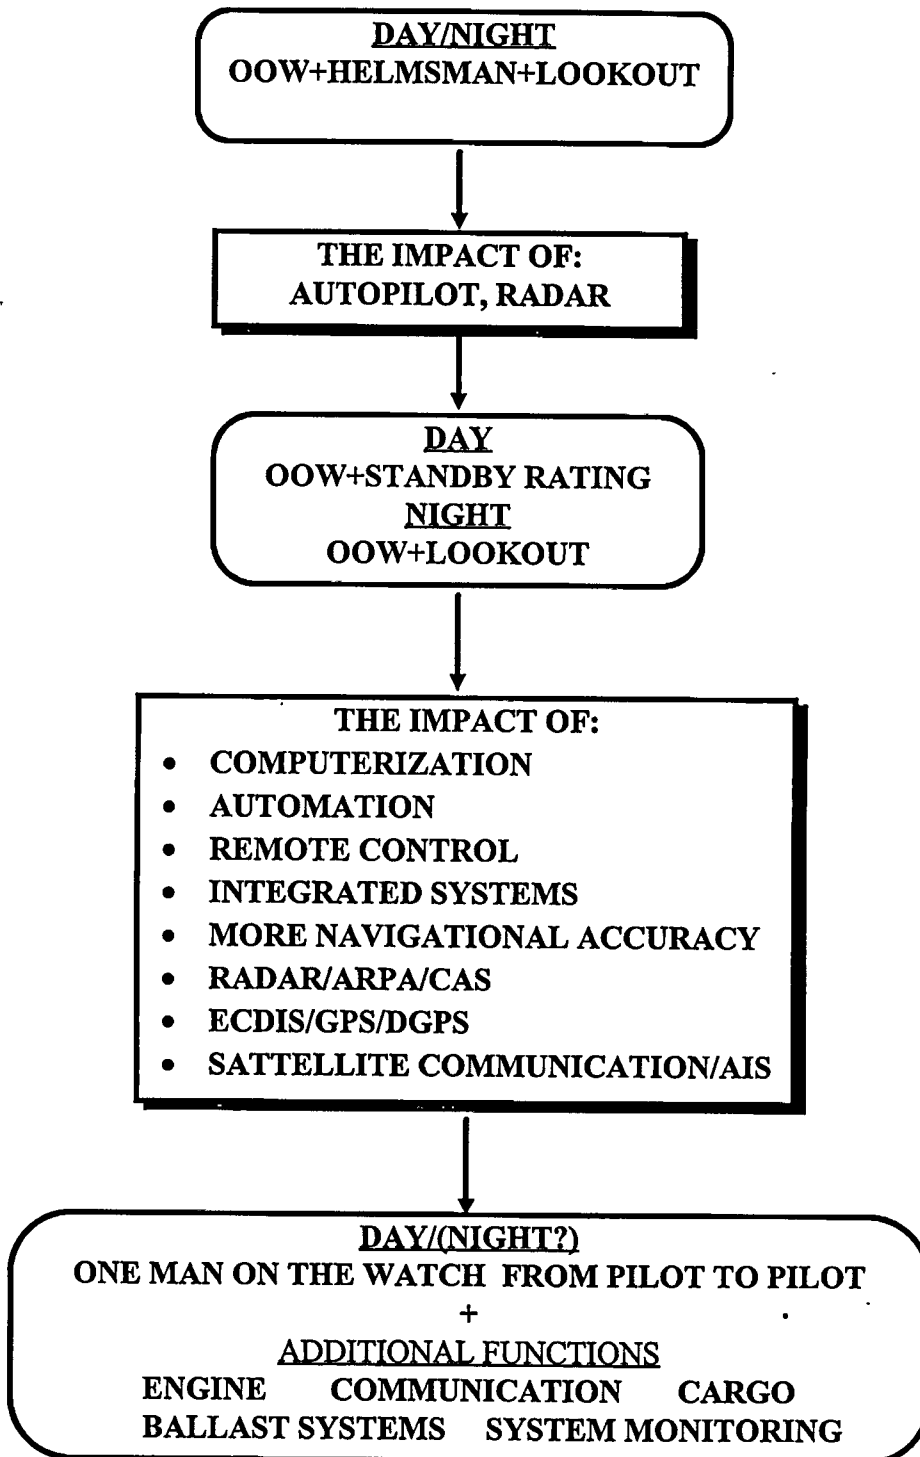 DAY/NIGHT
OOW+HELMSMAN+LOOKOUT
THE IMPACT OF:
AUTOPILOT, RADAR
DAY
OOW+STANDBY RATING
NIGHT
OOW+LOOKOUT
THE IMPACT OF:
• COMPUTERIZATION
• AUTOMATION
• REMOTE CONTROL
• INTEGRATED SYSTEMS
• MORE NAVIGATIONAL ACCURACY
• RADAR/ARPA/CAS
• ECDIS/GPS/DGPS
• SATTELLITE COMMUNICATION/AIS
DAY/(NIGHT?)
ONE MAN ON THE WATCH FROM PILOT TO PILOT
+
ADDITIONAL FUNCTIONS
ENGINE COMMUNICATION CARGO
BALLAST SYSTEMS SYSTEM MONITORING